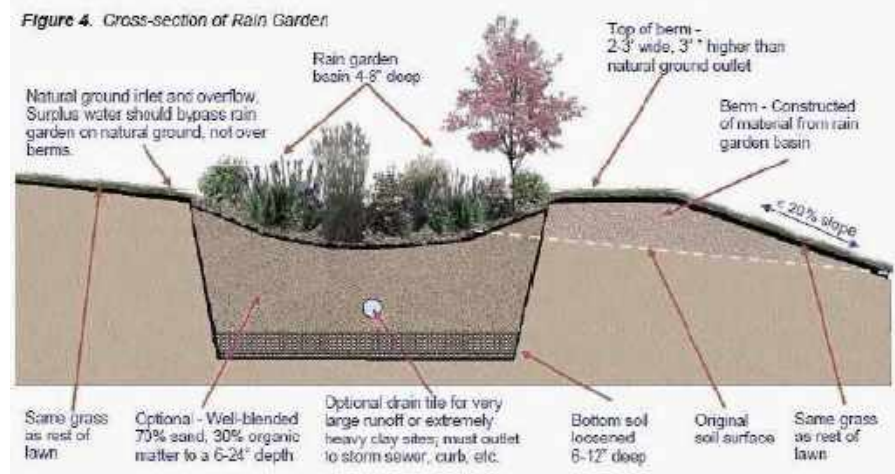 Figure 4. Cross-section of Rain Garden
Top of berm -
2-3' wide, 3" higher than
natural ground outlet
Rain garden
basin 4-8" deep
Natural ground inlet and overflow.
Surplus water should bypass rain
garden on natural ground, not over
berms.
Berm - Constructed
of material from rain
garden basin
≤ 20% slope
Same grass
as rest of
lawn
Optional - Well-blended
70% sand, 30% organic
matter to a 6-24" depth
Optional drain tile for very
large runoff or extremely
heavy clay sites; must outlet
to storm sewer, curb, etc.
Bottom soil
loosened
6-12" deep
Original
soil surface
Same grass
as rest of
lawn